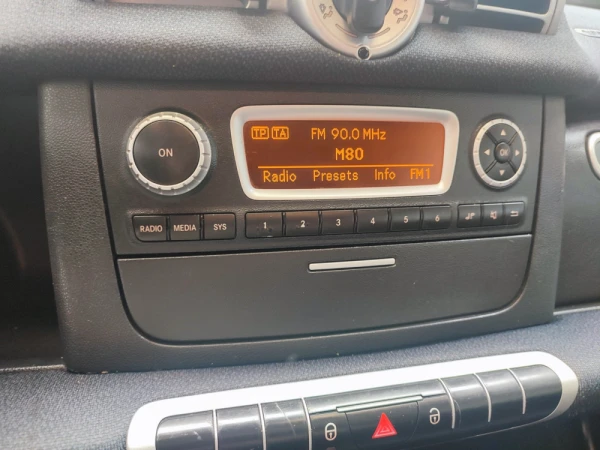 TP TA FM 90.0 MHz
M80
Radio Presets Info FM1
ON
OK
RADIO MEDIA SYS 1 2 3 4 5 6